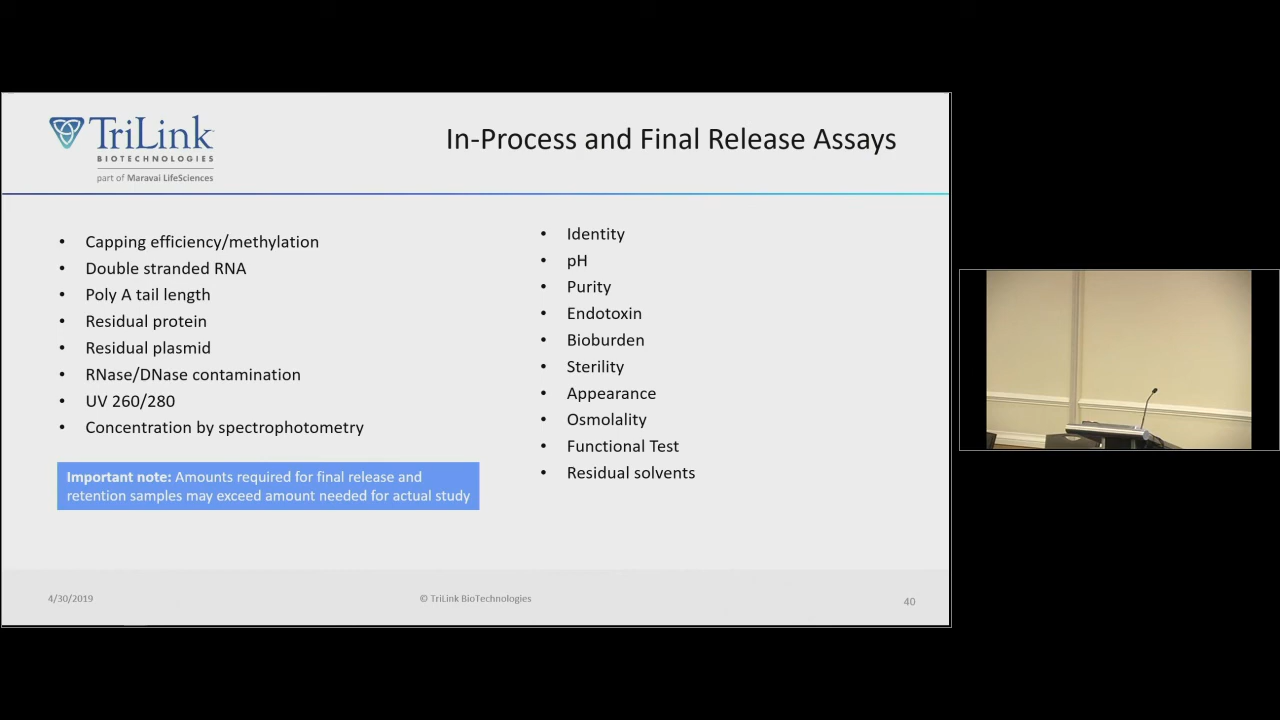 TriLink
BIOTECHNOLOGIES
part of Maravai LifeSciences
In-Process and Final Release Assays
• Capping efficiency/methylation
• Double stranded RNA
• Poly A tail length
• Residual protein
• Residual plasmid
• RNase/DNase contamination
• UV 260/280
• Concentration by spectrophotometry
Important note: Amounts required for final release and
retention samples may exceed amount needed for actual study
• Identity
• pH
• Purity
• Endotoxin
• Bioburden
• Sterility
• Appearance
• Osmolality
• Functional Test
• Residual solvents
4/30/2019
© TriLink BioTechnologies
40